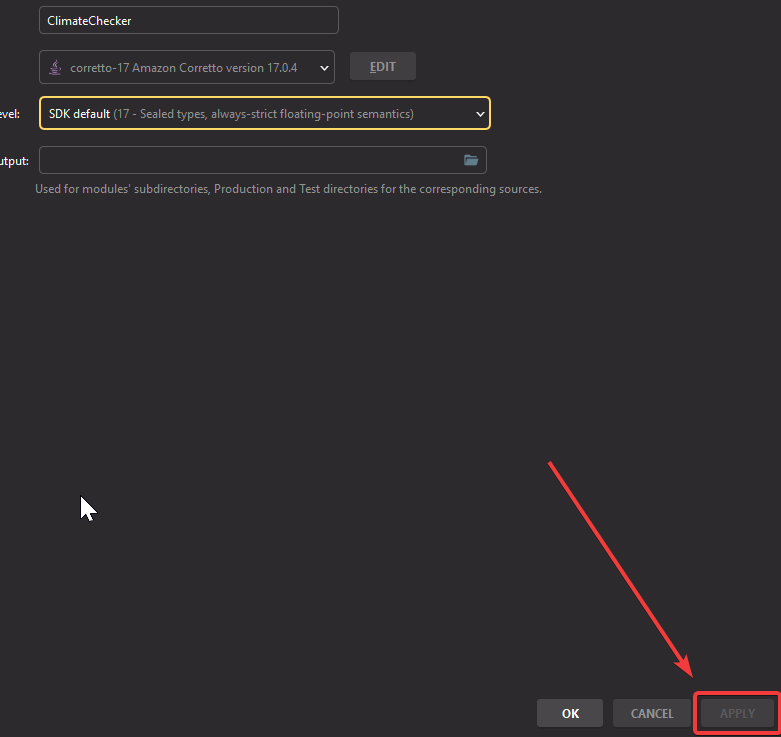 ClimateChecker
corretto-17 Amazon Corretto version 17.0.4
EDIT
evel:
SDK default (17 - Sealed types, always-strict floating-point semantics)
utput:
Used for modules' subdirectories, Production and Test directories for the corresponding sources.
OK
CANCEL
APPLY